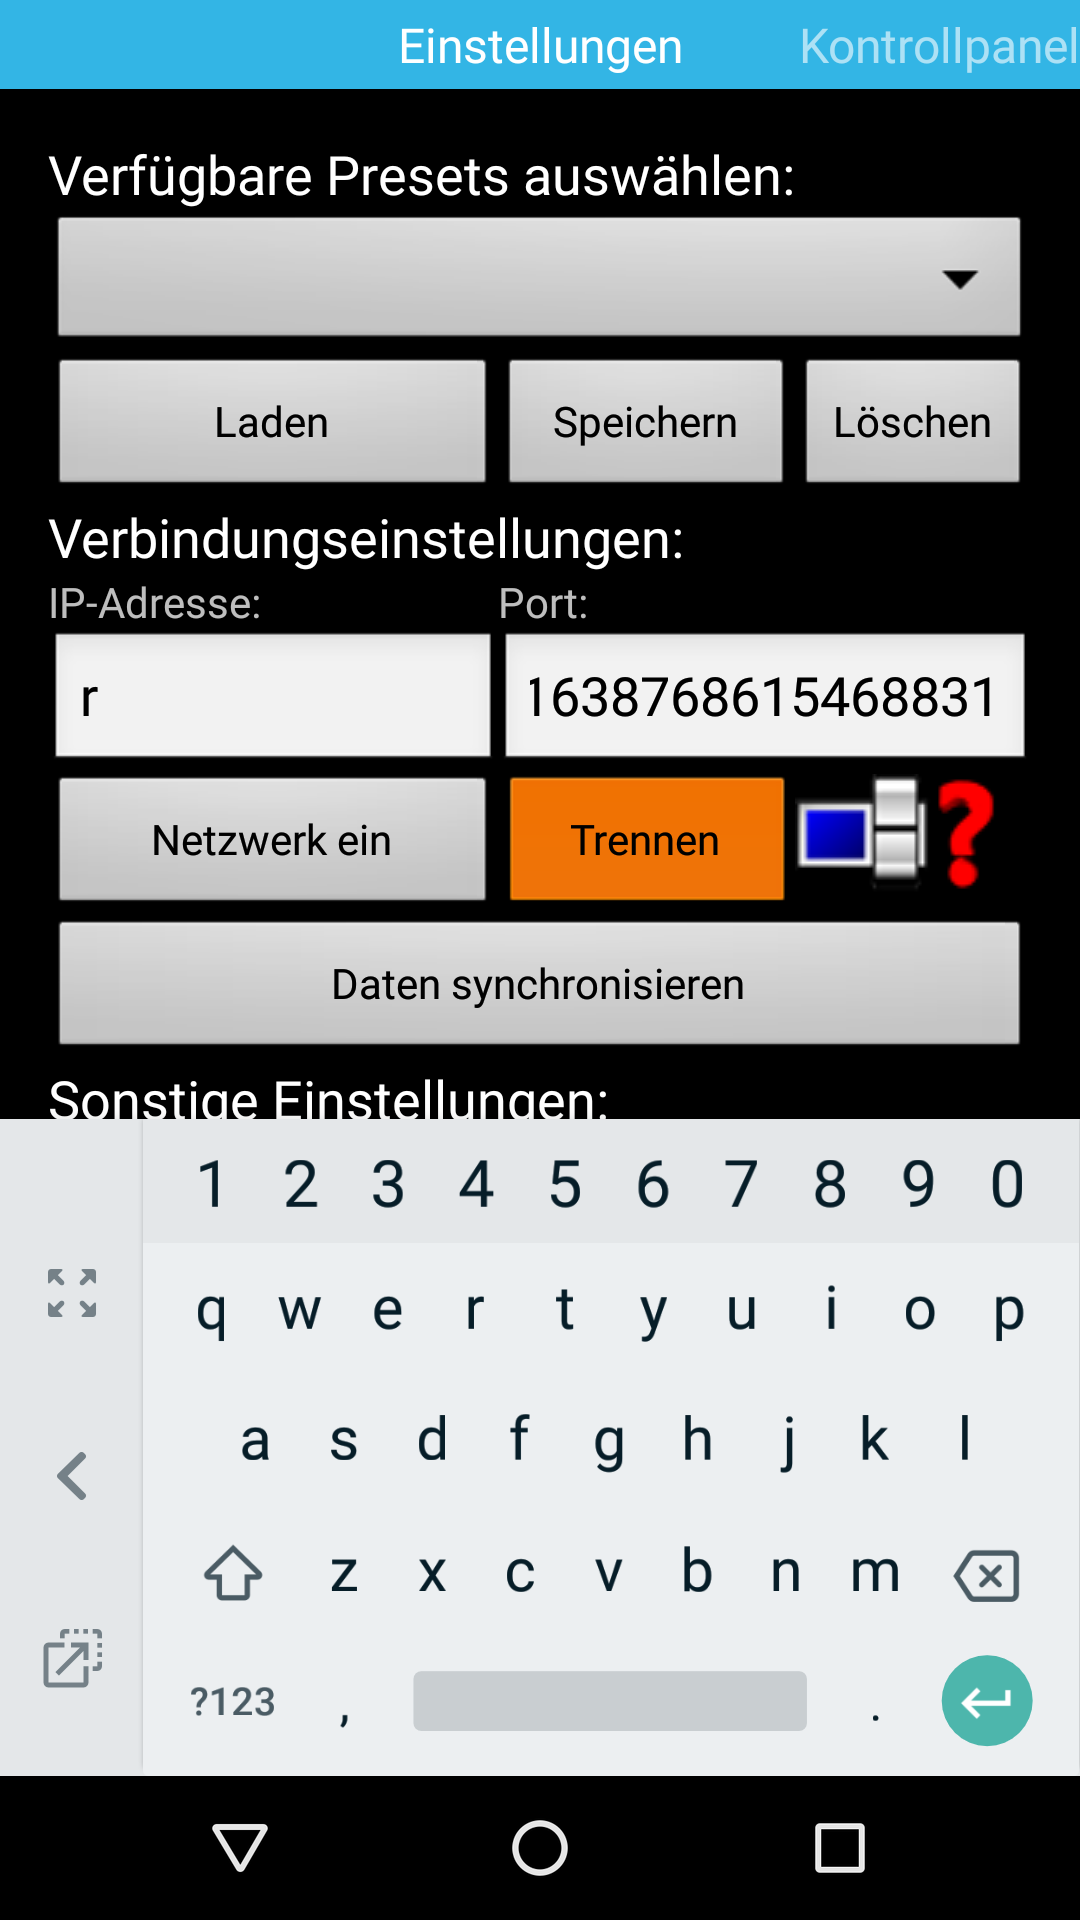 Einstellungen Kontrollpanel
Verfügbare Presets auswählen:
Laden Speichern Löschen
Verbindungseinstellungen:
IP-Adresse: Port:
r 1638768615468831
Netzwerk ein Trennen ?
Daten synchronisieren
Sonstige Einstellungen:
1 2 3 4 5 6 7 8 9 0
q w e r t y u i o p
a s d f g h j k l
z x c v b n m
?123 , .